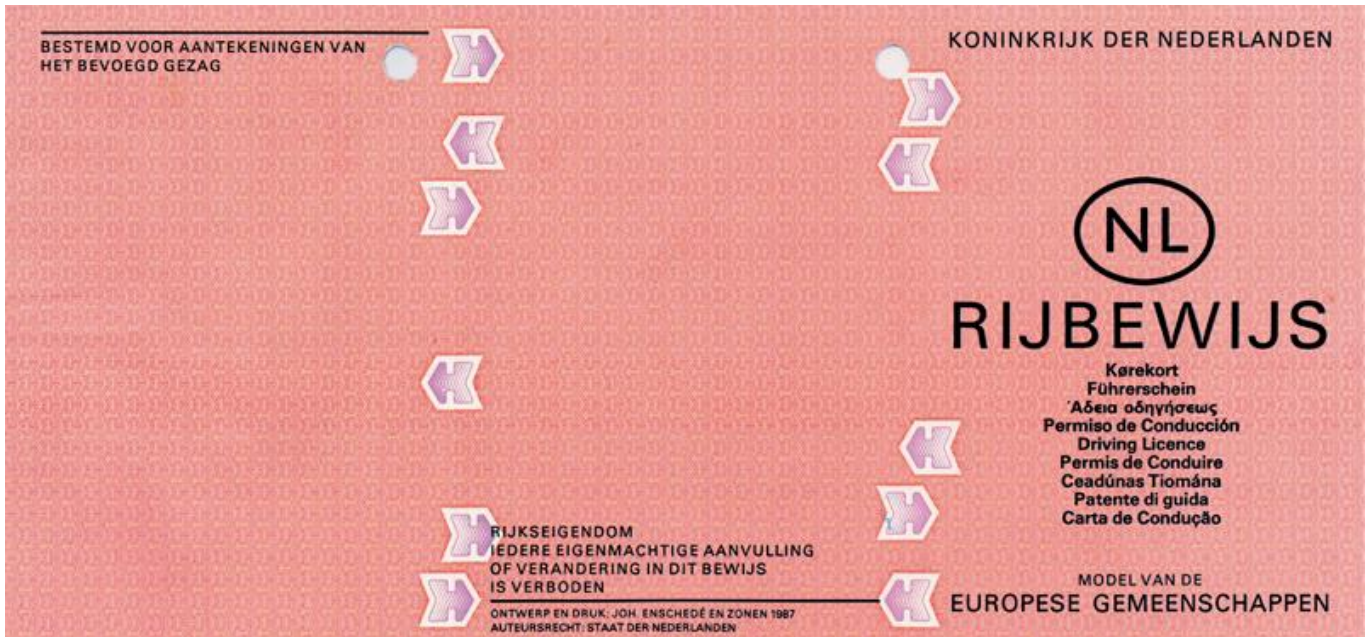 BESTEMD VOOR AANTEKENINGEN VAN
HET BEVOEGD GEZAG
RIJKSEIGENDOM
IEDERE EIGENMACHTIGE AANVULLING
OF VERANDERING IN DIT BEWIJS
IS VERBODEN
ONTWERP EN DRUK: JOH. ENSCHEDÉ EN ZONEN 1987
AUTEURSRECHT: STAAT DER NEDERLANDEN
KONINKRIJK DER NEDERLANDEN
NL
RIJBEWIJS
Kørekort
Führerschein
Άδεια οδηγήσεως
Permiso de Conducción
Driving Licence
Permis de Conduire
Ceadúnas Tiomána
Patente di guida
Carta de Condução
MODEL VAN DE
EUROPESE GEMEENSCHAPPEN